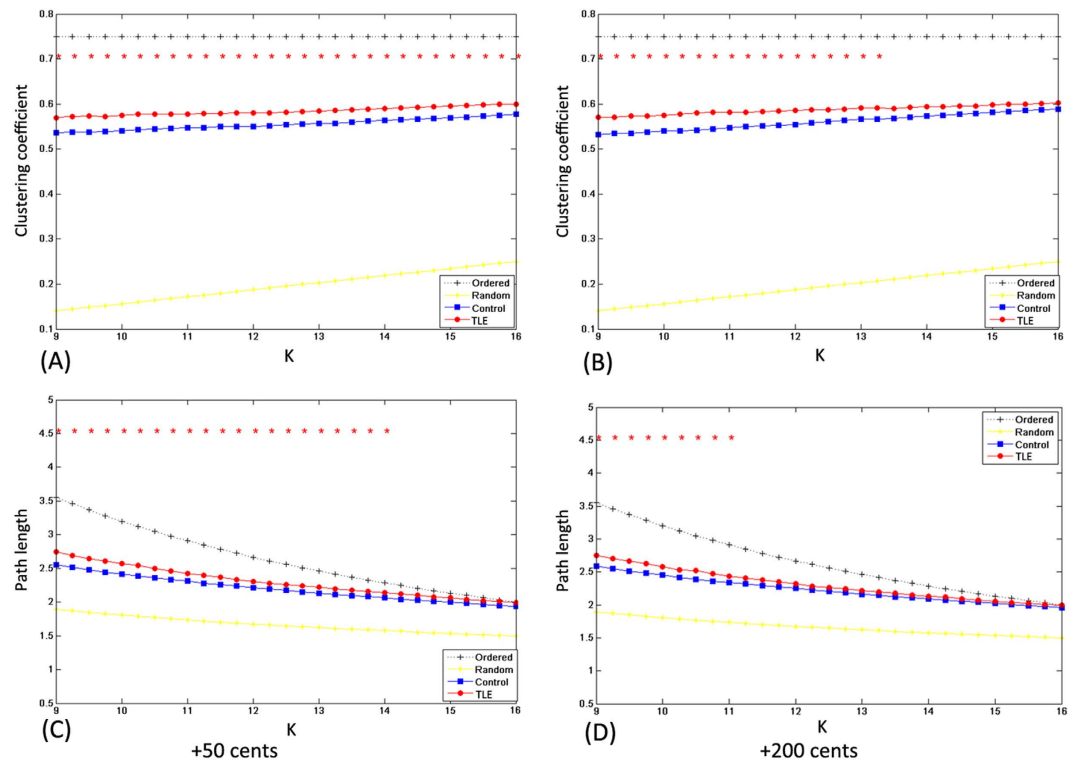 0.8
0.7
0.6
0.5
0.4
0.3
0.2
0.1
Clustering coefficient
* * * * * * * * * * * * * * * * * * * * * * * * * * * * *
Ordered
Random
Control
TLE
9 10 11 12 13 14 15 16
(A)
K
0.8
0.7
0.6
0.5
0.4
0.3
0.2
0.1
Clustering coefficient
* * * * * * * * * * * * * * * * * *
Ordered
Random
Control
TLE
9 10 11 12 13 14 15 16
(B)
K
5
4.5
4
3.5
3
2.5
2
1.5
1
0.5
Path length
* * * * * * * * * * * * * * * * * * * * *
Ordered
Random
Control
TLE
9 10 11 12 13 14 15 16
(C)
K
+50 cents
5
4.5
4
3.5
3
2.5
2
1.5
1
0.5
Path length
* * * * * * * * *
Ordered
Random
Control
TLE
9 10 11 12 13 14 15 16
(D)
K
+200 cents